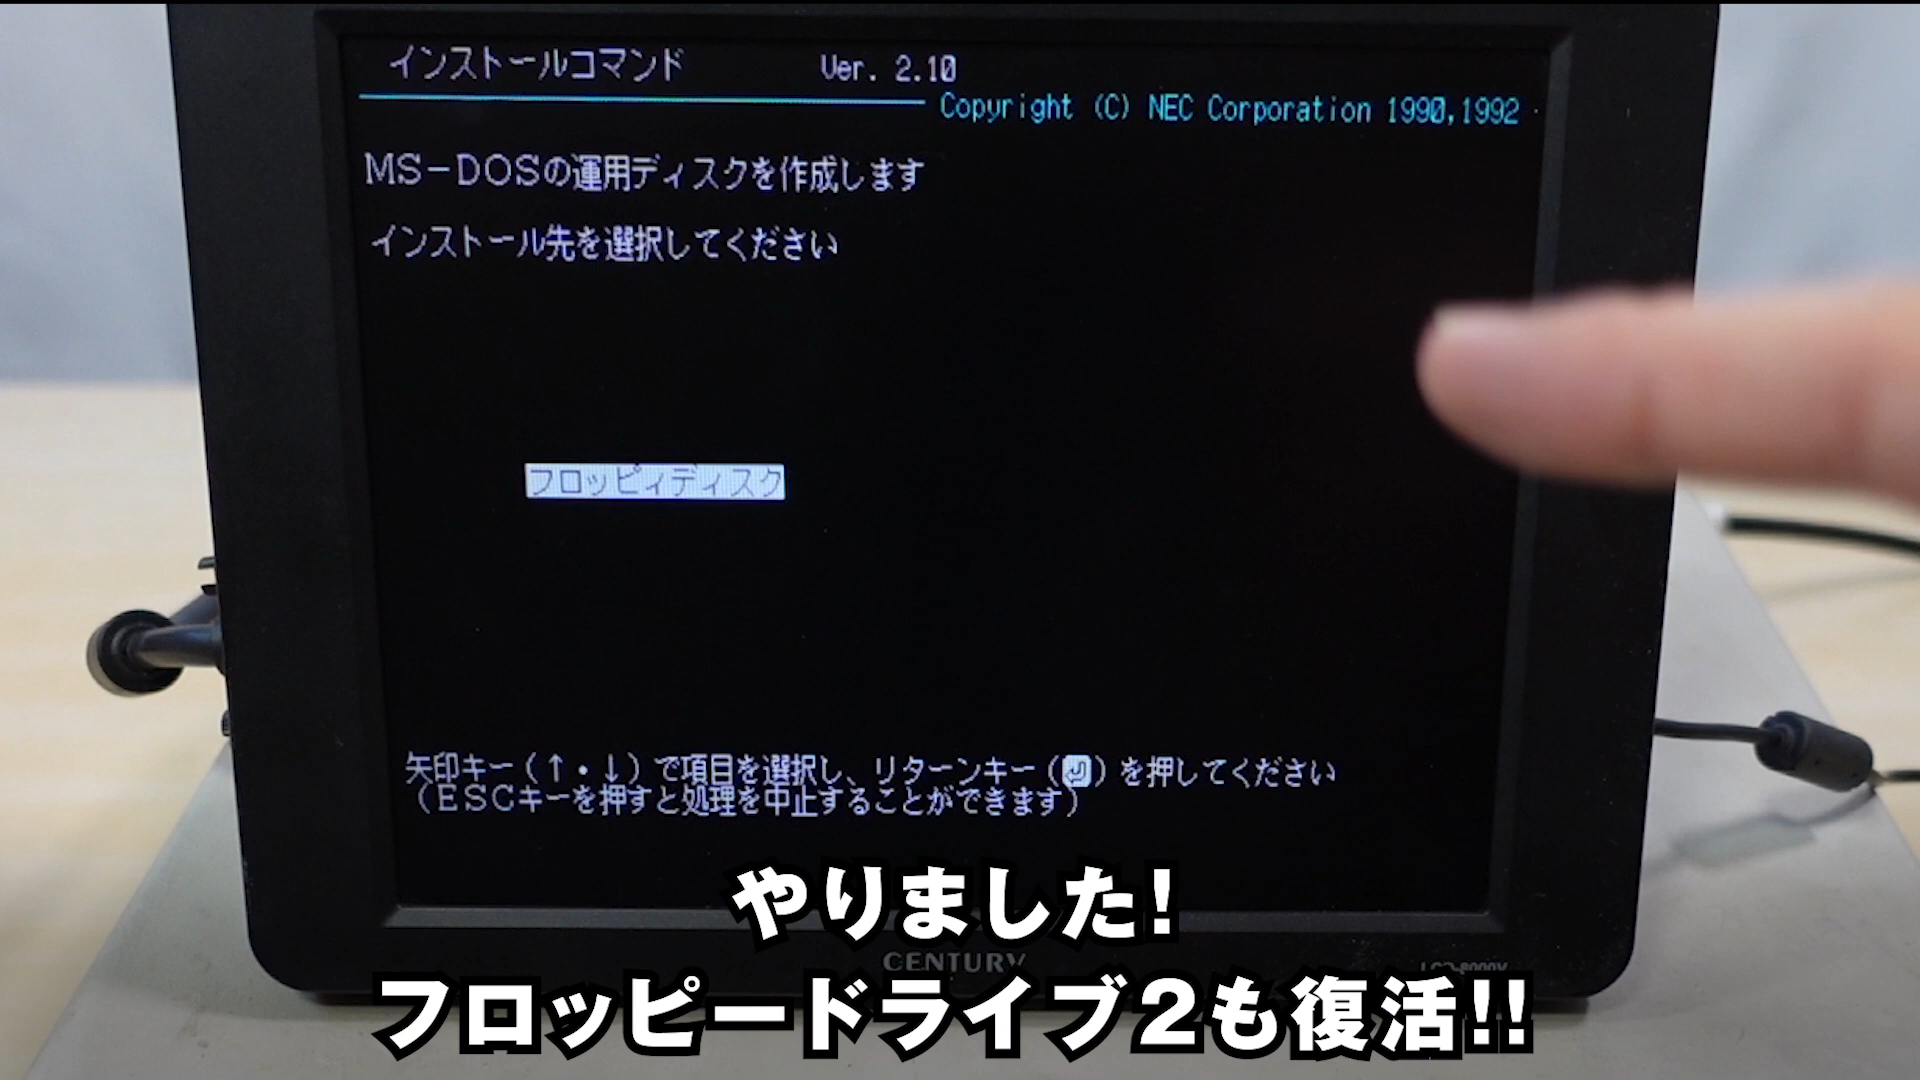 インストールコマンド Ver. 2.10
Copyright (C) NEC Corporation 1990,1992
MS-DOSの運用ディスクを作成します
インストール先を選択してください
フロッピィディスク
矢印キー(↑・↓)で項目を選択し、リターンキー(↵)を押してください
(ESCキーを押すと処理を中止することができます)
やりました!
CENTURY
LCD-8000V
フロッピードライブ2も復活!!